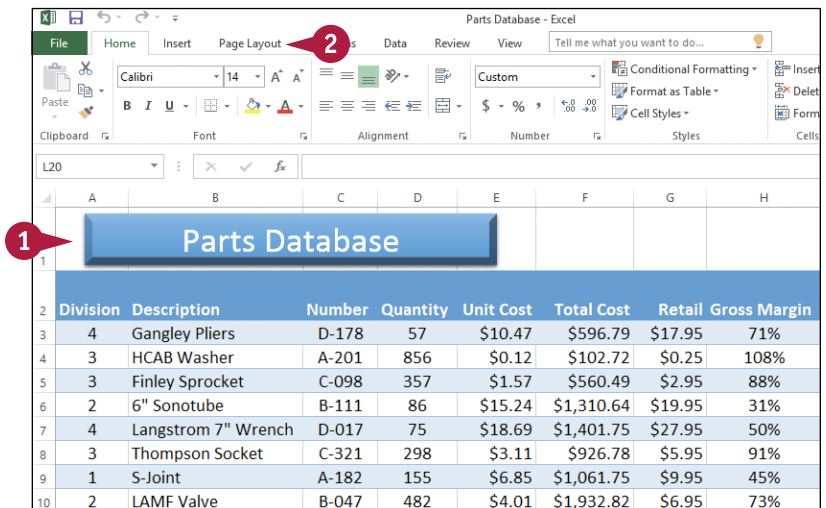 Parts Database - Excel
File Home Insert Page Layout 2 s Data Review View Tell me what you want to do...
Calibri 14 A A Custom Conditional Formatting Insert
Paste B I U A $ % , .00 .00 Format as Table Delet
Cell Styles Form
Clipboard Font Alignment Number Styles Cells
L20 fx
A B C D E F G H
1 Parts Database
1
2 Division Description Number Quantity Unit Cost Total Cost Retail Gross Margin
3 4 Gangley Pliers D-178 57 $10.47 $596.79 $17.95 71%
4 3 HCAB Washer A-201 856 $0.12 $102.72 $0.25 108%
5 3 Finley Sprocket C-098 357 $1.57 $560.49 $2.95 88%
6 2 6" Sonotube B-111 86 $15.24 $1,310.64 $19.95 31%
7 4 Langstrom 7" Wrench D-017 75 $18.69 $1,401.75 $27.95 50%
8 3 Thompson Socket C-321 298 $3.11 $926.78 $5.95 91%
9 1 S-Joint A-182 155 $6.85 $1,061.75 $9.95 45%
10 2 LAMF Valve B-047 482 $4.01 $1,932.82 $6.95 73%